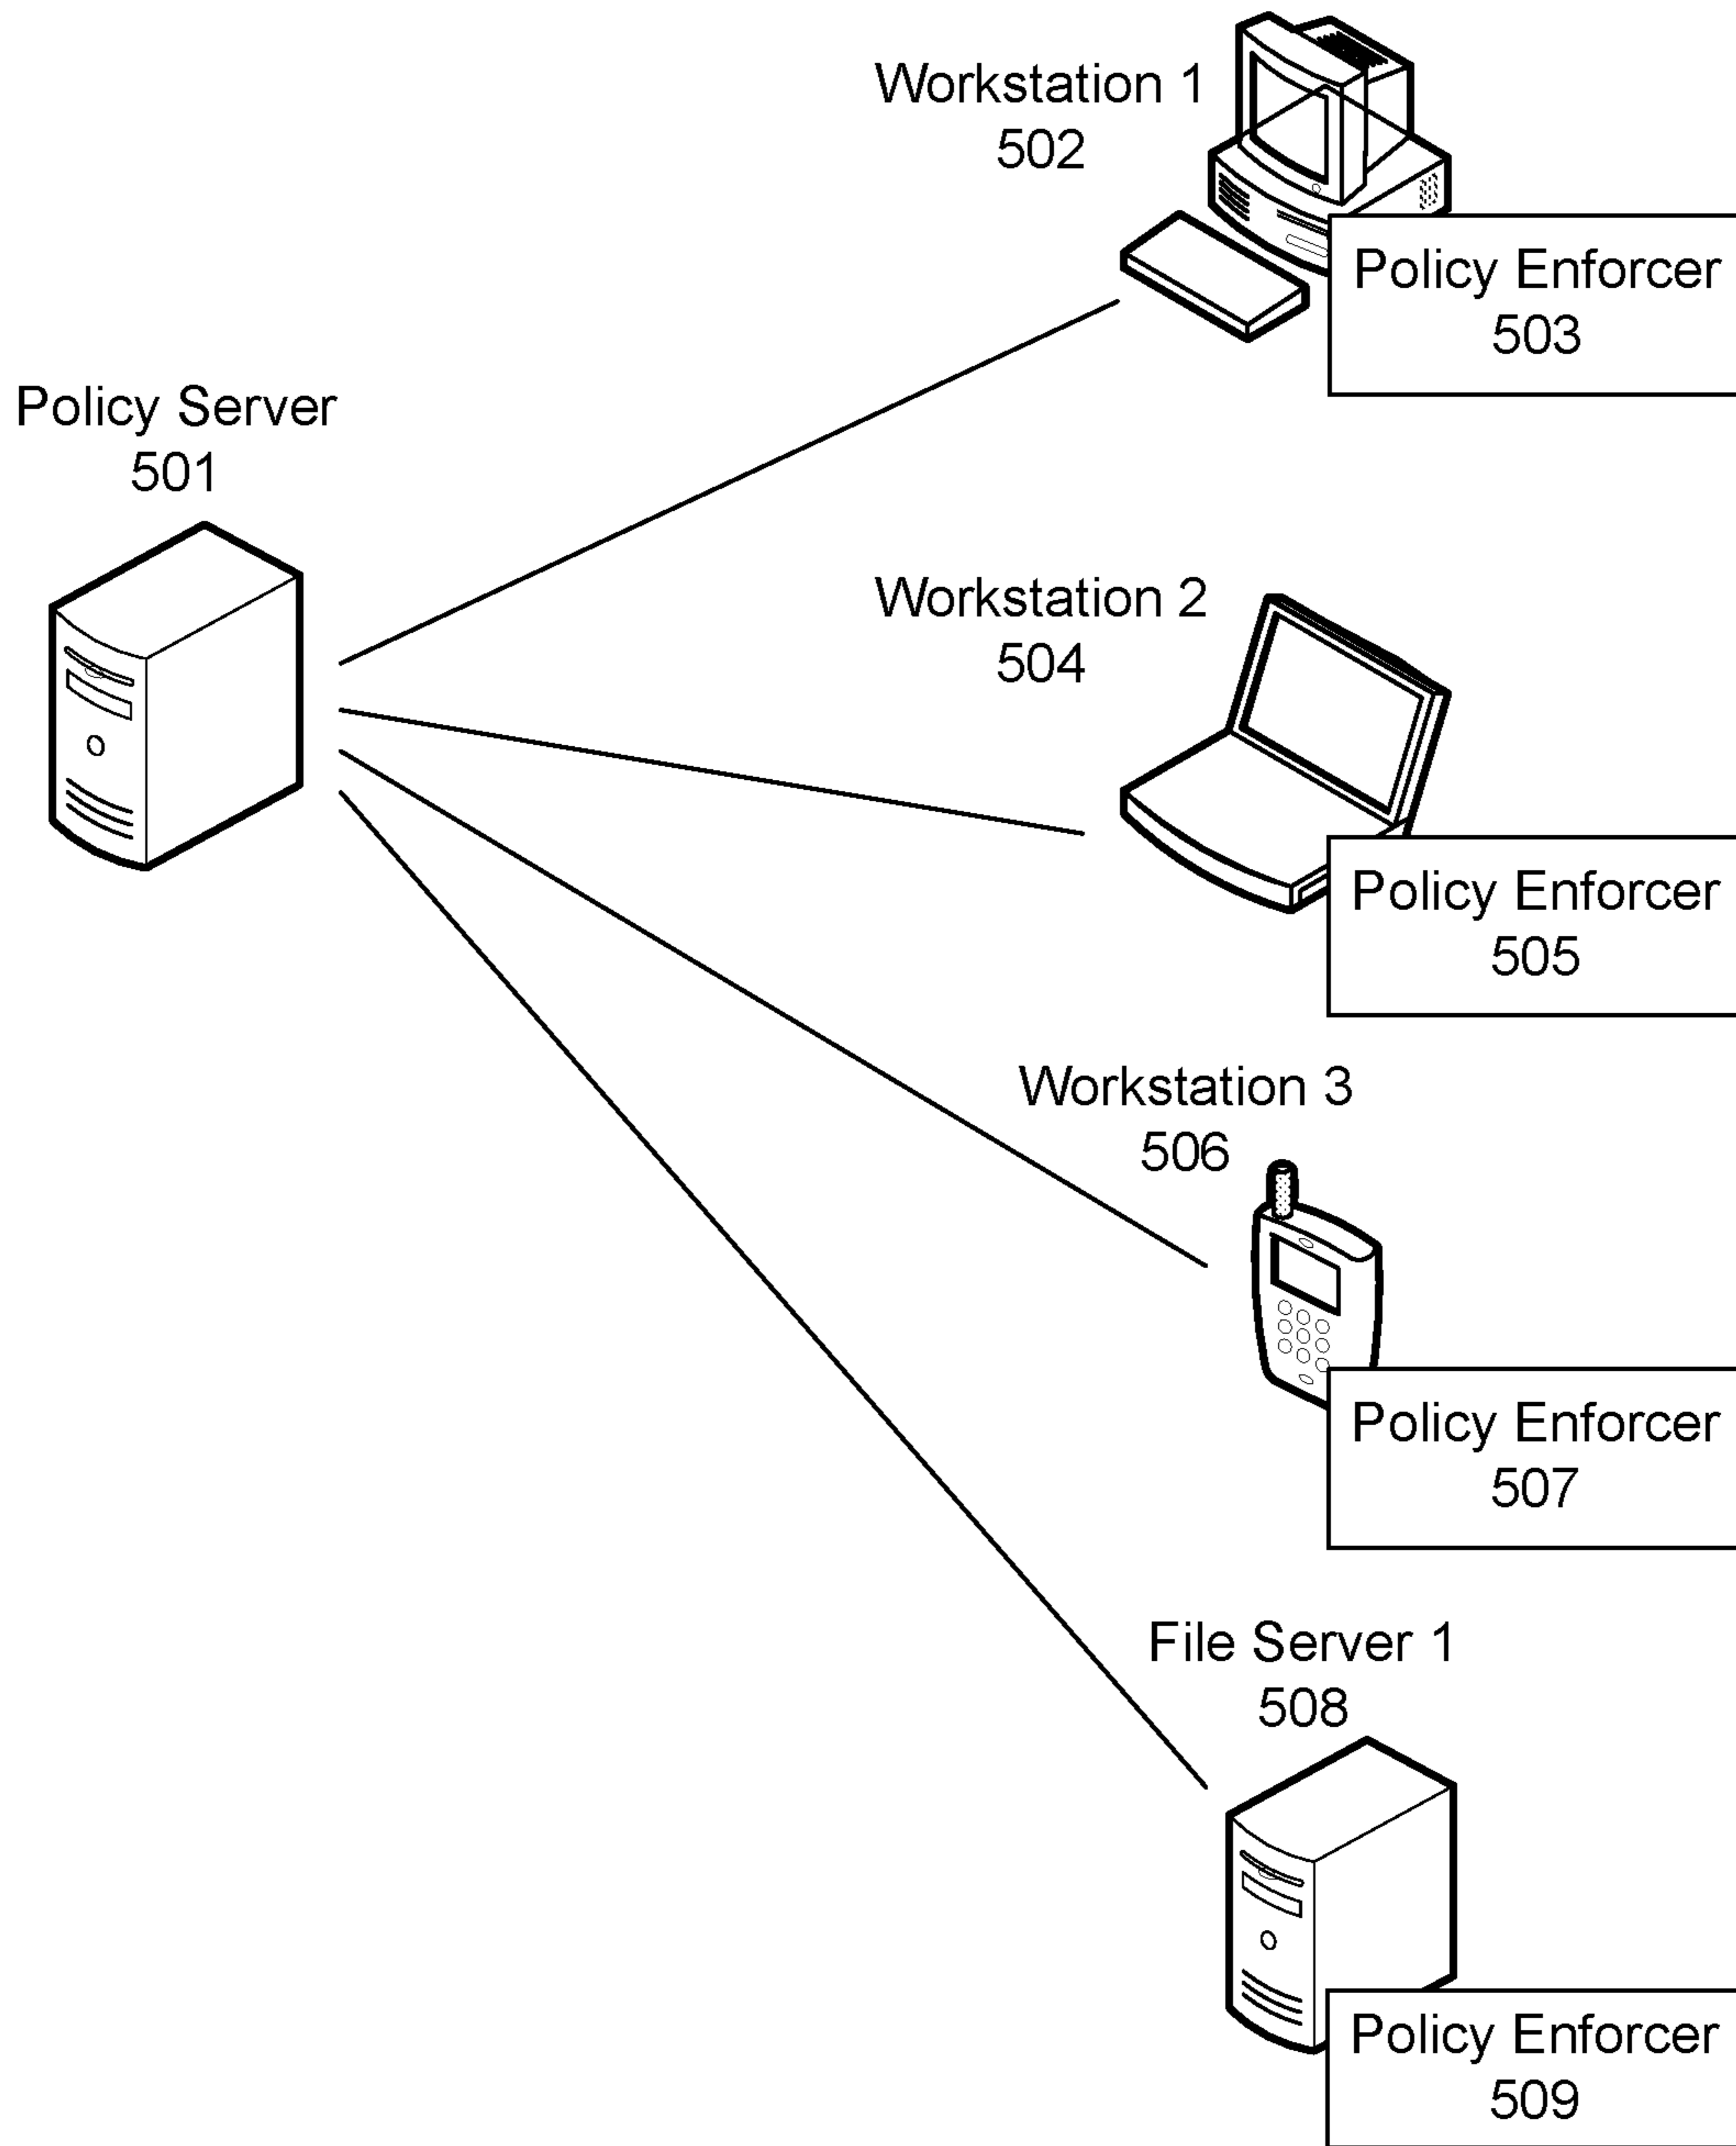 Workstation 1
502
Policy Enforcer
503
Policy Server
501
Workstation 2
504
Policy Enforcer
505
Workstation 3
506
Policy Enforcer
507
File Server 1
508
Policy Enforcer
509